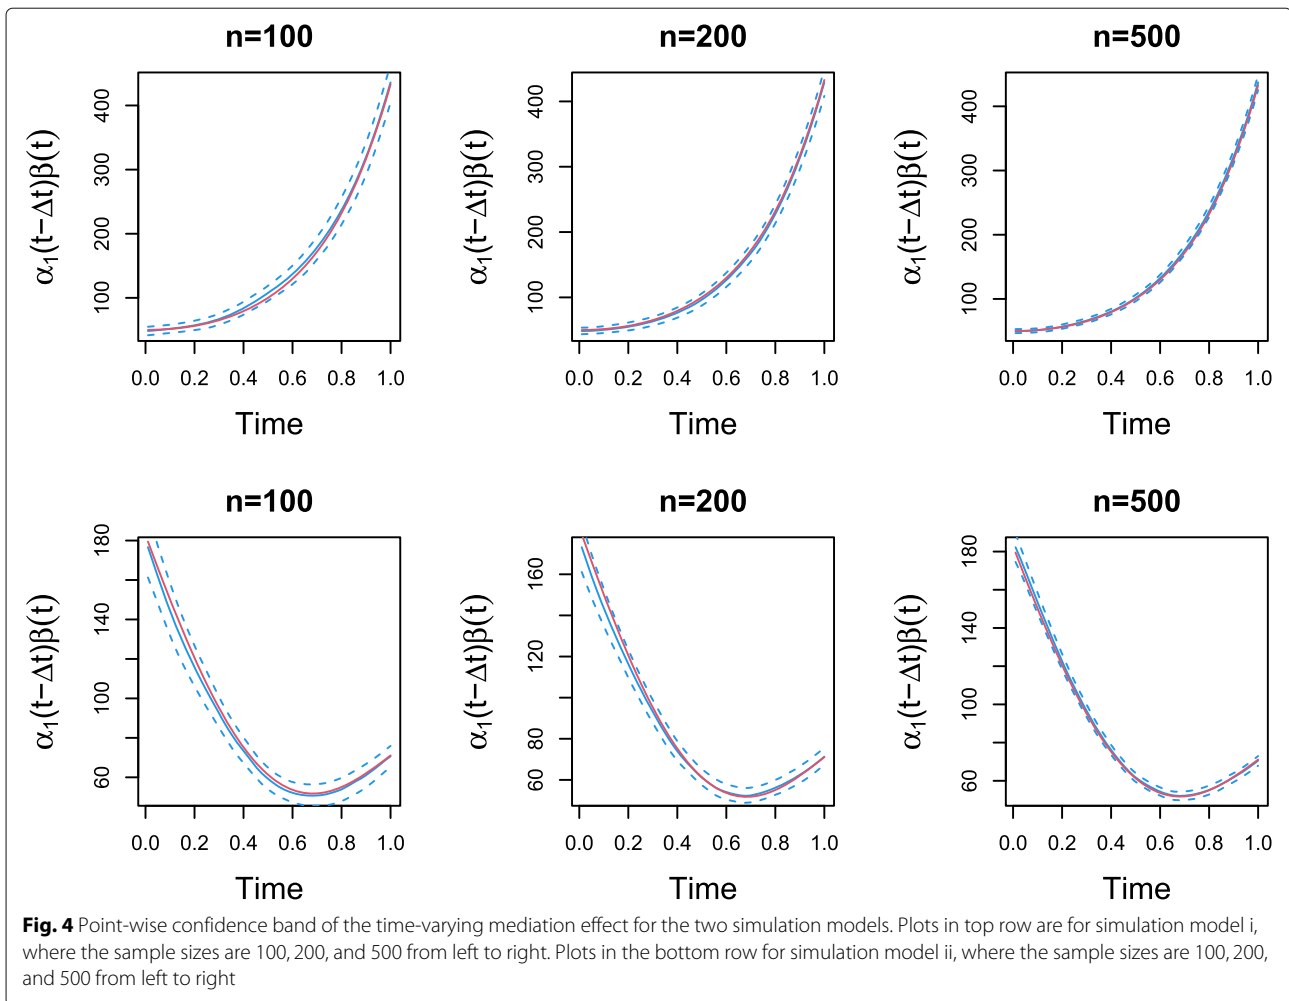 n=100
n=200
n=500
α₁(t−Δt)β(t)
100 200 300 400
0.0 0.2 0.4 0.6 0.8 1.0
Time
α₁(t−Δt)β(t)
100 200 300 400
0.0 0.2 0.4 0.6 0.8 1.0
Time
α₁(t−Δt)β(t)
100 200 300 400
0.0 0.2 0.4 0.6 0.8 1.0
Time
n=100
n=200
n=500
α₁(t−Δt)β(t)
60 100 140 180
0.0 0.2 0.4 0.6 0.8 1.0
Time
α₁(t−Δt)β(t)
60 80 120 160
0.0 0.2 0.4 0.6 0.8 1.0
Time
α₁(t−Δt)β(t)
60 100 140 180
0.0 0.2 0.4 0.6 0.8 1.0
Time
Fig. 4 Point-wise confidence band of the time-varying mediation effect for the two simulation models. Plots in top row are for simulation model i,
where the sample sizes are 100, 200, and 500 from left to right. Plots in the bottom row for simulation model ii, where the sample sizes are 100, 200,
and 500 from left to right